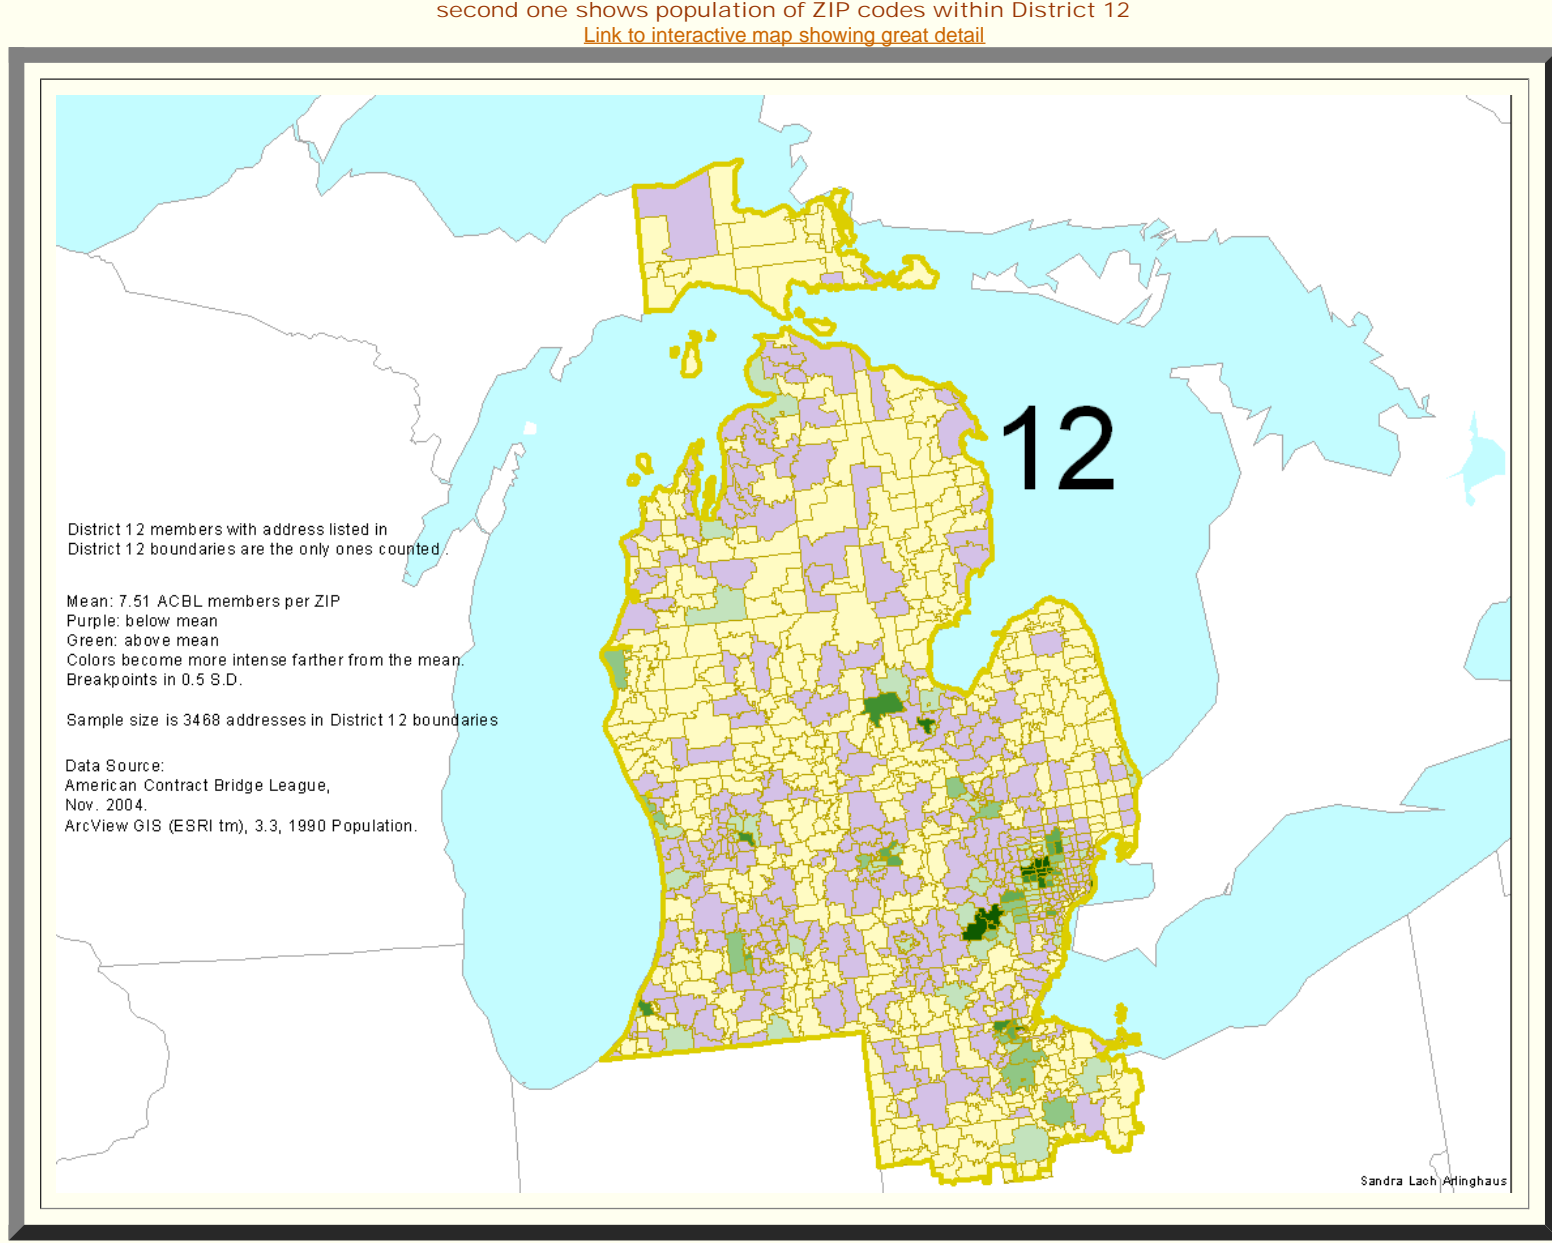 second one shows population of ZIP codes within District 12
Link to interactive map showing great detail
12
District 12 members with address listed in
District 12 boundaries are the only ones counted.
Mean: 7.51 ACBL members per ZIP
Purple: below mean
Green: above mean
Colors become more intense farther from the mean.
Breakpoints in 0.5 S.D.
Sample size is 3468 addresses in District 12 boundaries
Data Source:
American Contract Bridge League,
Nov. 2004.
ArcView GIS (ESRI tm), 3.3, 1990 Population.
Sandra Lach Arlinghaus